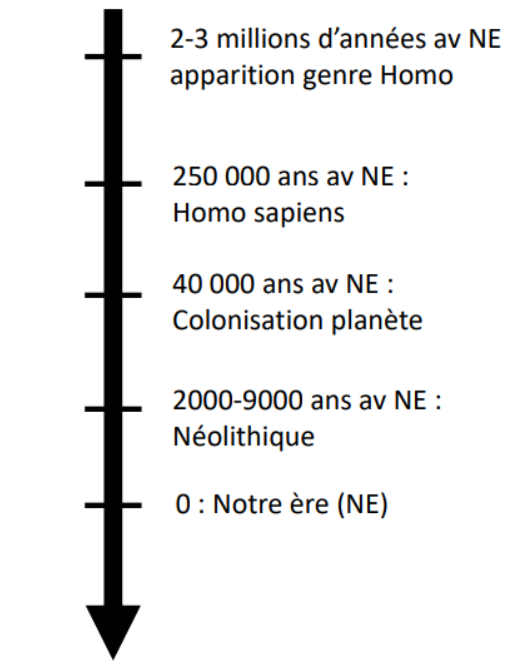 2-3 millions d’années av NE
apparition genre Homo
250 000 ans av NE :
Homo sapiens
40 000 ans av NE :
Colonisation planète
2000-9000 ans av NE :
Néolithique
0 : Notre ère (NE)